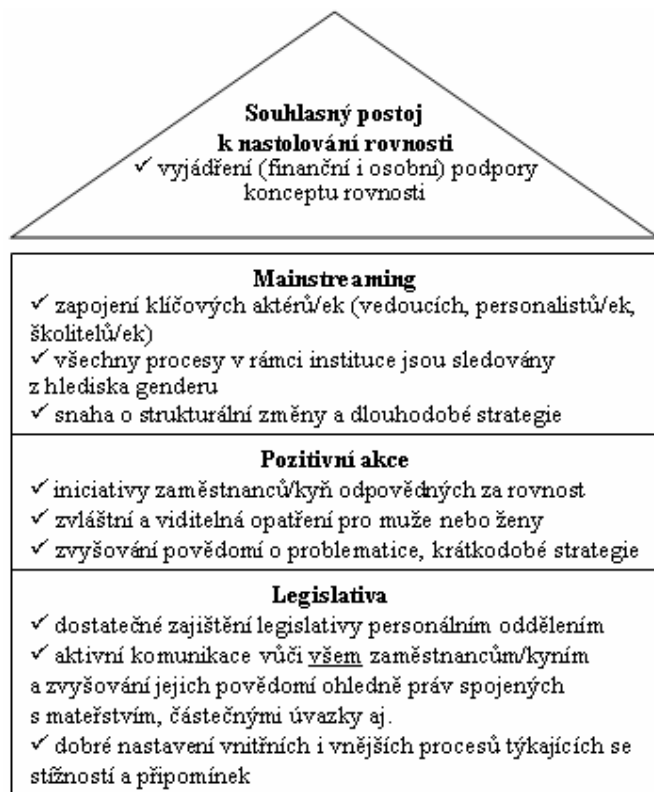 Souhlasný postoj
k nastolování rovnosti
✓ vyjádření (finanční i osobní) podpory
konceptu rovnosti
Mainstreaming
✓ zapojení klíčových aktérů/ek (vedoucích, personalistů/ek,
školitelů/ek)
✓ všechny procesy v rámci instituce jsou sledovány
z hlediska genderu
✓ snaha o strukturální změny a dlouhodobé strategie
Pozitivní akce
✓ iniciativy zaměstnanců/kyň odpovědných za rovnost
✓ zvláštní a viditelná opatření pro muže nebo ženy
✓ zvyšování povědomí o problematice, krátkodobé strategie
Legislativa
✓ dostatečné zajištění legislativy personálním oddělením
✓ aktivní komunikace vůči všem zaměstnancům/kyním
a zvyšování jejich povědomí ohledně práv spojených
s mateřstvím, částečnými úvazky aj.
✓ dobré nastavení vnitřních i vnějších procesů týkajících se
stížností a připomínek